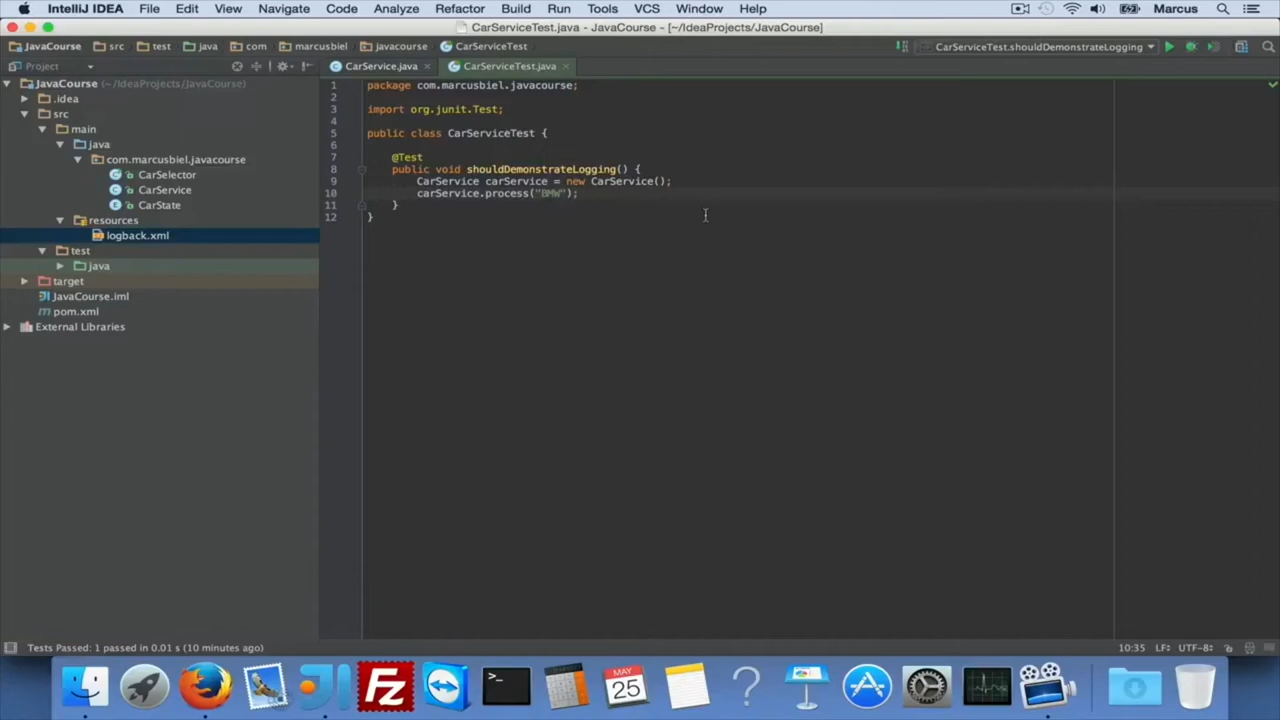 IntelliJ IDEA File Edit View Navigate Code Analyze Refactor Build Run Tools VCS Window Help Marcus
CarServiceTest.java - JavaCourse - [~/IdeaProjects/JavaCourse]
JavaCourse src test java com marcusbiel javacourse CarServiceTest CarServiceTest.shouldDemonstrateLogging
Project CarService.java CarServiceTest.java
JavaCourse (~/IdeaProjects/JavaCourse)
.idea
src
main
java
com.marcusbiel.javacourse
CarSelector
CarService
CarState
resources
logback.xml
test
java
target
JavaCourse.iml
pom.xml
External Libraries
1 package com.marcusbiel.javacourse;
2
3 import org.junit.Test;
4
5 public class CarServiceTest {
6
7 @Test
8 public void shouldDemonstrateLogging() {
9 CarService carService = new CarService();
10 carService.process("BMW");
11 }
12 }
Tests Passed: 1 passed in 0.01 s (10 minutes ago) 10:35 LF: UTF-8:
MAY
25